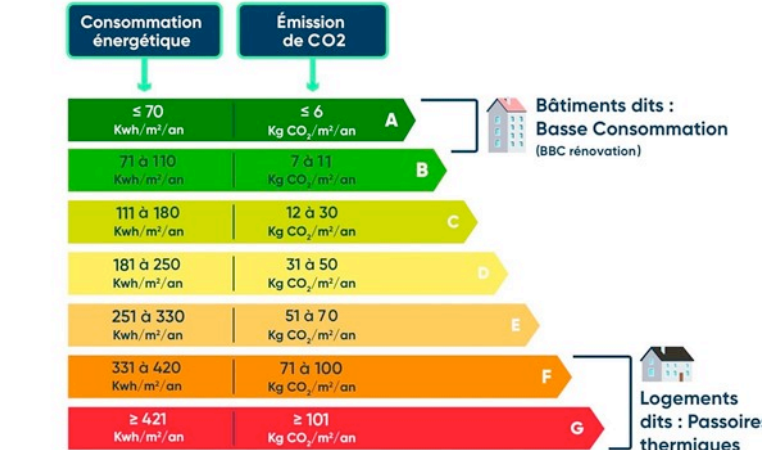 Consommation
énergétique
Émission
de CO2
≤ 70
Kwh/m²/an
≤ 6
Kg CO₂/m²/an
A
71 à 110
Kwh/m²/an
7 à 11
Kg CO₂/m²/an
B
111 à 180
Kwh/m²/an
12 à 30
Kg CO₂/m²/an
C
181 à 250
Kwh/m²/an
31 à 50
Kg CO₂/m²/an
D
251 à 330
Kwh/m²/an
51 à 70
Kg CO₂/m²/an
E
331 à 420
Kwh/m²/an
71 à 100
Kg CO₂/m²/an
F
≥ 421
Kwh/m²/an
≥ 101
Kg CO₂/m²/an
G
Bâtiments dits :
Basse Consommation
(BBC rénovation)
Logements
dits : Passoire
thermiques